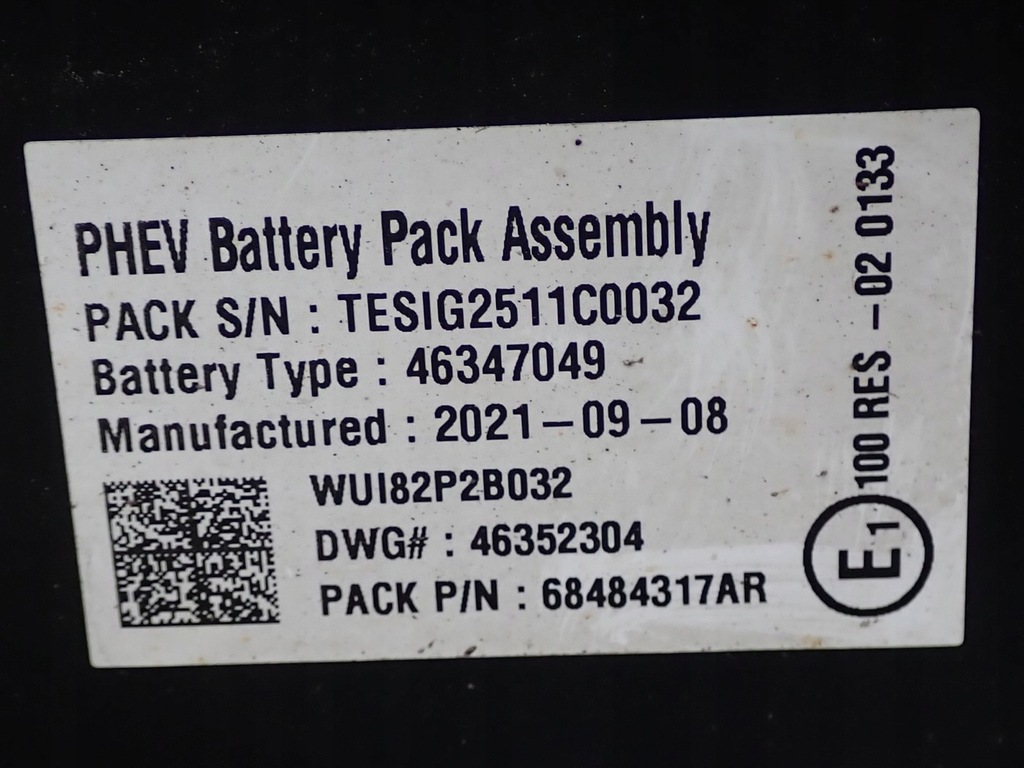 PHEV Battery Pack Assembly
PACK S/N : TESIG2511C0032
Battery Type : 46347049
Manufactured : 2021-09-08
WUI82P2B032
DWG# : 46352304
PACK P/N : 68484317AR
E1
100 RES -02 0133